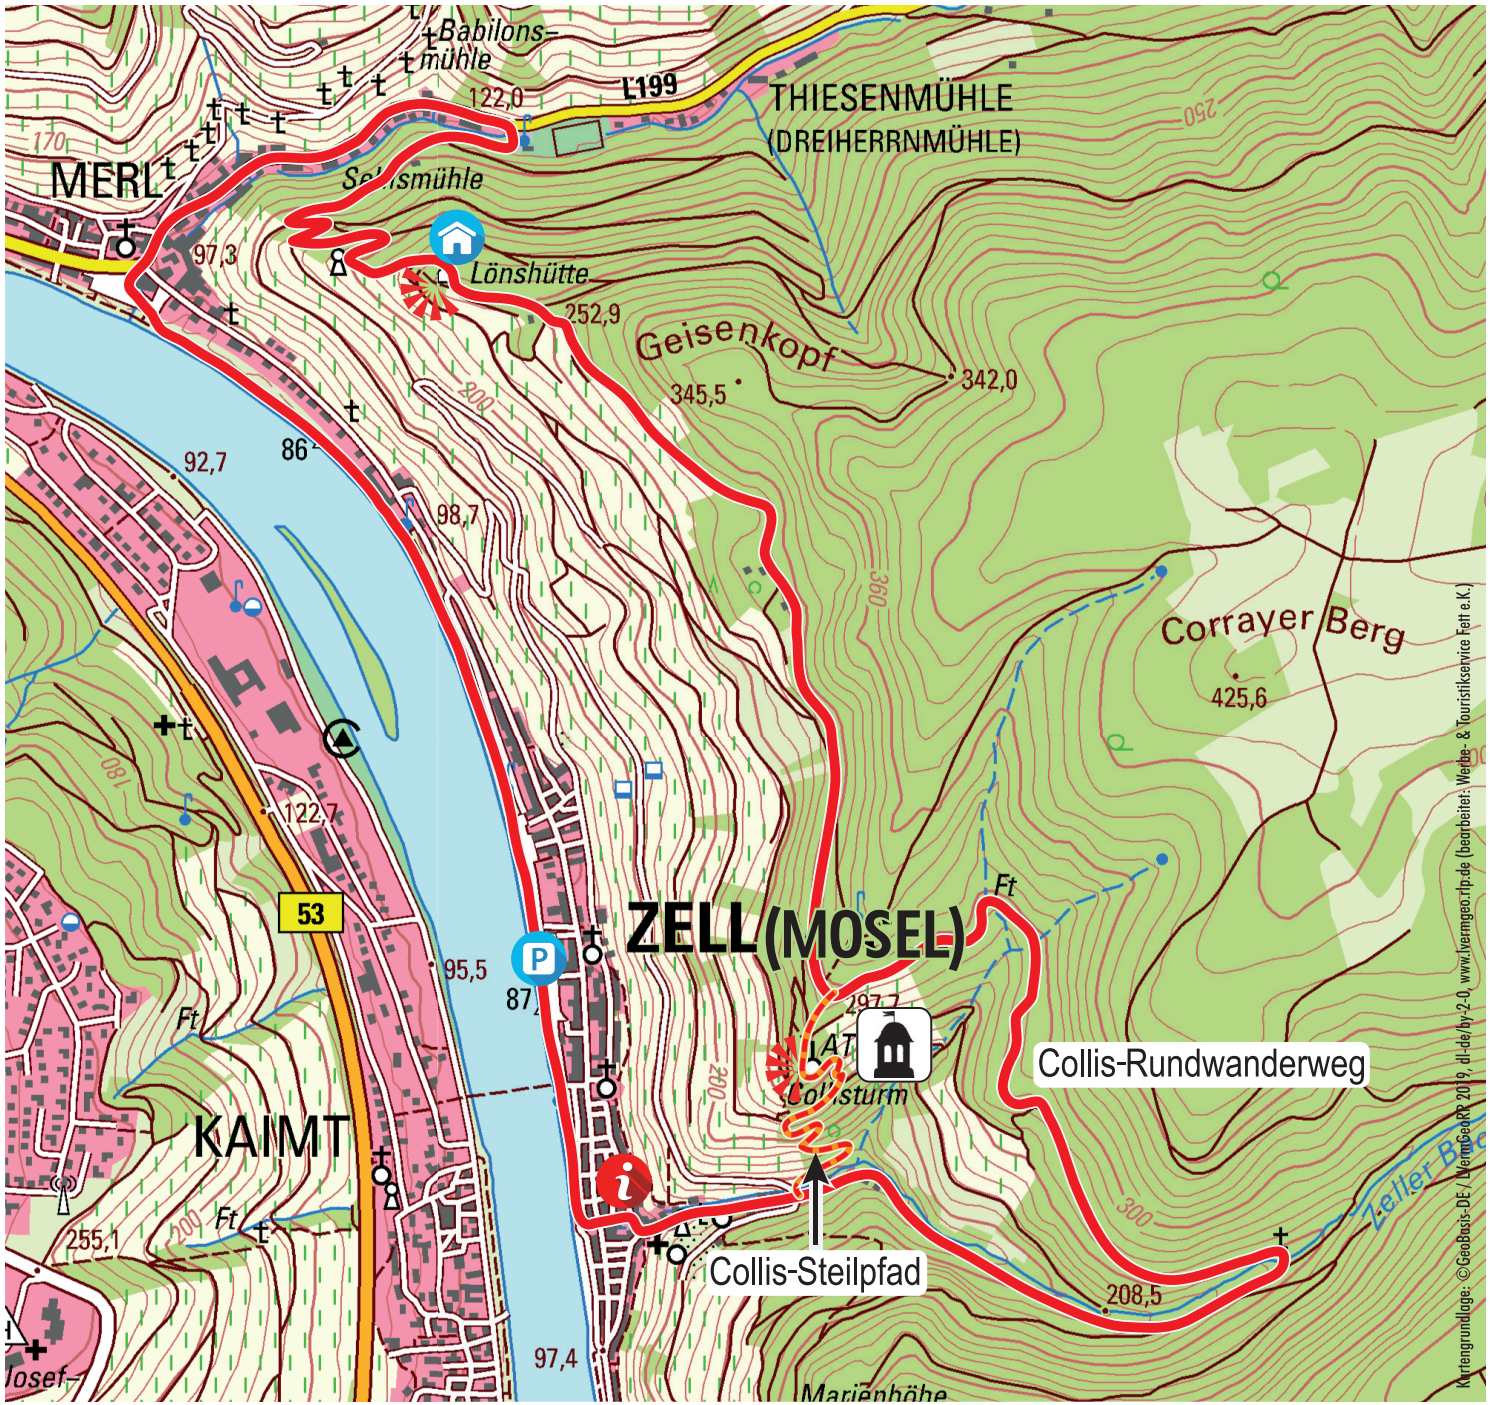 Babilons-
mühle
122,0
L199
THIESENMÜHLE
(DREIHERRNMÜHLE)
250
170
MERL
97,3
Lönshütte
252,9
Geisenkopf
345,5
342,0
200
92,7
86
98,7
360
Corrayer Berg
425,6
180
122,7
53
Ft
ZELL (MOSEL)
P
95,5
87
Ft
297,7
AT
Collisturm
Collis-Rundwanderweg
200
KAIMT
i
300
Zeller Bach
Ft
200
255,1
Collis-Steilpfad
208,5
97,4
Josef-
Marienhöhe
Kartengrundlage: ©GeoBasis-DE / LVermGeoRP 2019, dl-de/by-2-0, www.lvermgeo.rlp.de (bearbeitet: Werbe- & Touristikservice Fett e.K.)